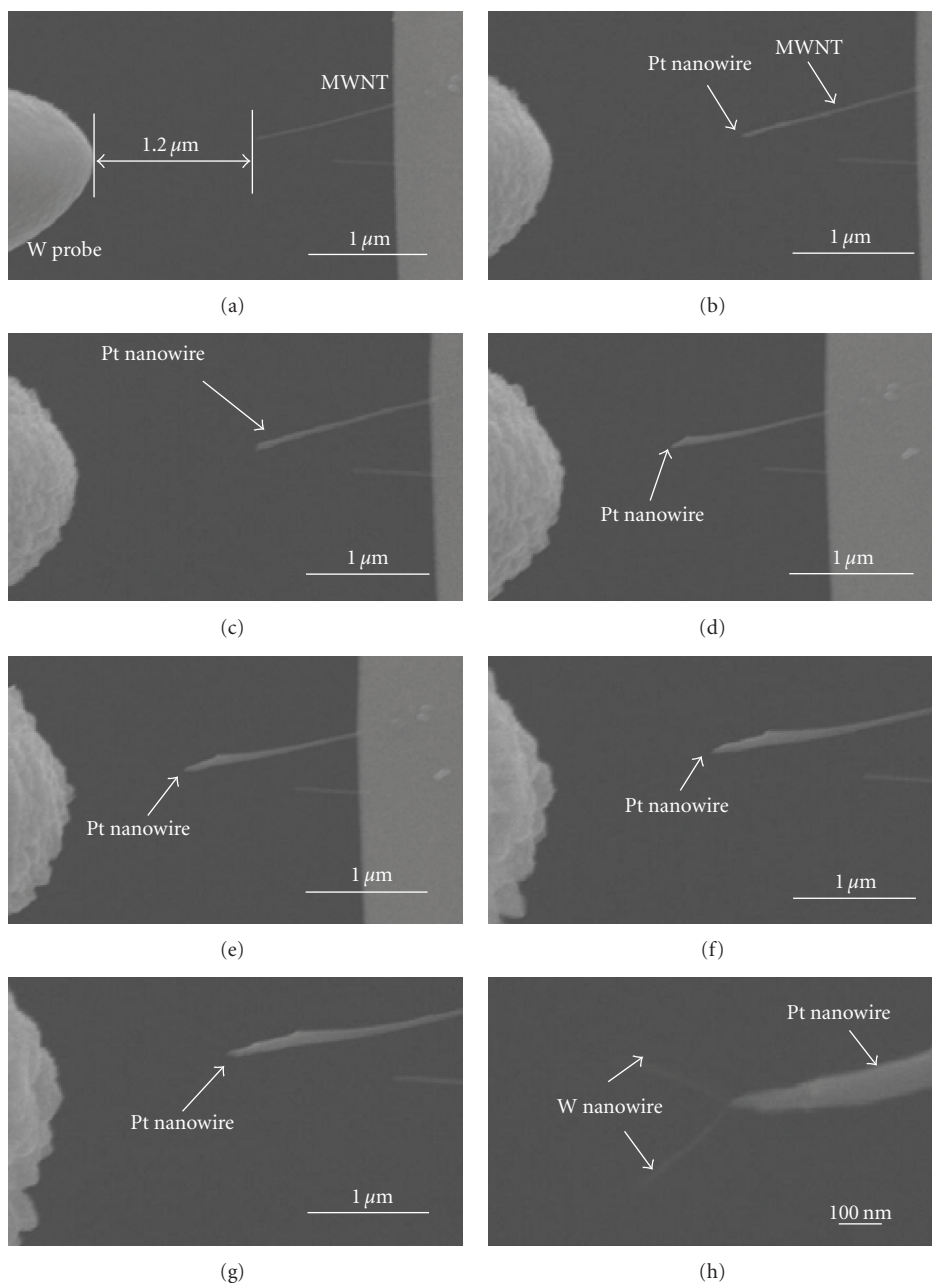 MWNT
1.2 μm
1 μm
W probe
(a)
MWNT
Pt nanowire
1 μm
(b)
Pt nanowire
1 μm
(c)
Pt nanowire
1 μm
(d)
Pt nanowire
1 μm
(e)
Pt nanowire
1 μm
(f)
Pt nanowire
1 μm
(g)
Pt nanowire
W nanowire
100 nm
(h)